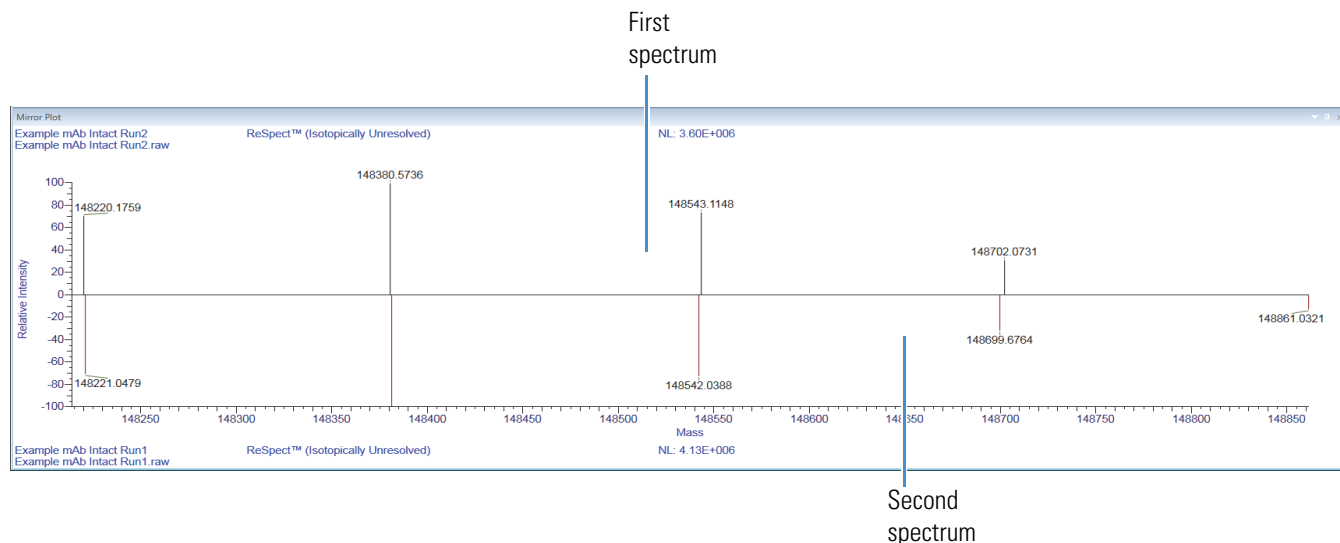 First
spectrum
Mirror Plot
Example mAb Intact Run2 ReSpect™ (Isotopically Unresolved) NL: 3.60E+006
Example mAb Intact Run2.raw
148380.5736
100
148220.1759
148543.1148
80
60
40
148702.0731
20
0
-20
148861.0321
-40
148699.6764
-60
-80
148221.0479
148542.0388
-100
Relative Intensity
148250 148300 148350 148400 148450 148500 148550 148600 148650 148700 148750 148800 148850
Mass
Example mAb Intact Run1 ReSpect™ (Isotopically Unresolved) NL: 4.13E+006
Example mAb Intact Run1.raw
Second
spectrum